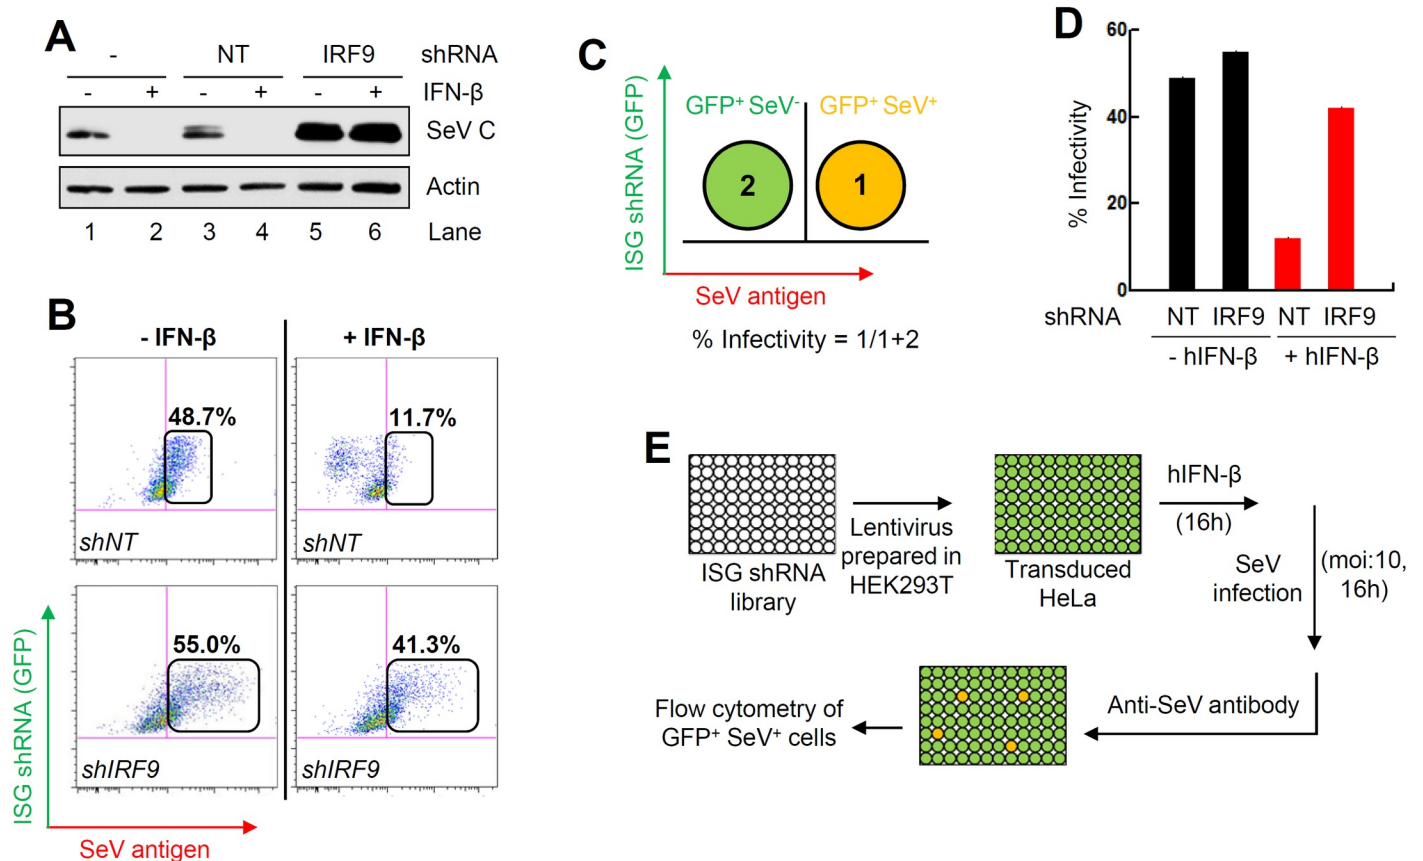 A
- NT IRF9 shRNA
- + - + - + IFN-β
SeV C
Actin
1 2 3 4 5 6 Lane
B
- IFN-β + IFN-β
48.7% 11.7%
shNT shNT
55.0% 41.3%
shIRF9 shIRF9
ISG shRNA (GFP)
SeV antigen
C
GFP+ SeV- GFP+ SeV+
2 1
ISG shRNA (GFP)
SeV antigen
% Infectivity = 1/1+2
D
% Infectivity
60
40
20
0
shRNA NT IRF9 NT IRF9
- hIFN-β + hIFN-β
E
ISG shRNA
library
Lentivirus
prepared in
HEK293T
Transduced
HeLa
hIFN-β
(16h)
SeV
infection
(moi:10,
16h)
Anti-SeV antibody
Flow cytometry of
GFP+ SeV+ cells